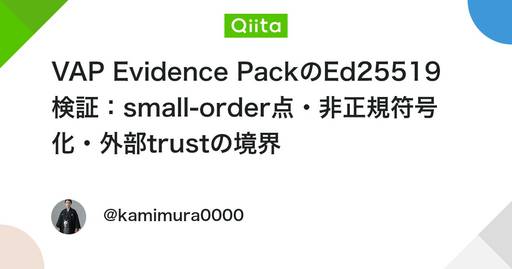 Qiita
VAP Evidence PackのEd25519
検証：small-order点・非正規符号
化・外部trustの境界
@kamimura0000